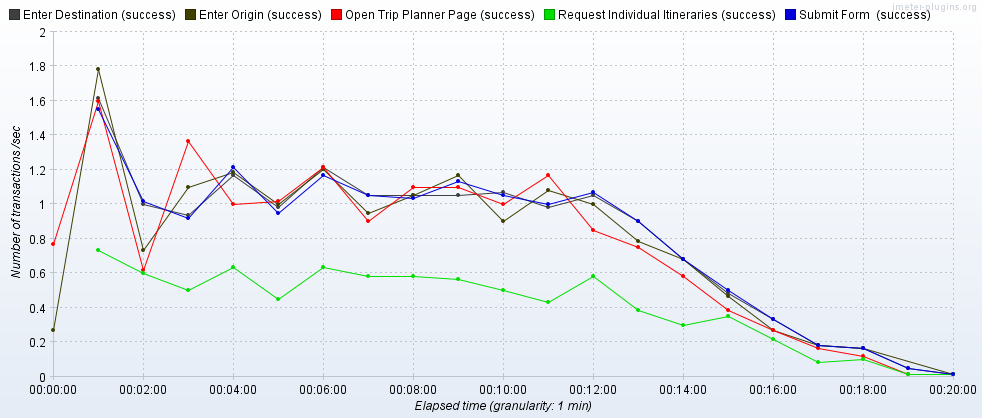 jmeter-plugins.org
Enter Destination (success) Enter Origin (success) Open Trip Planner Page (success) Request Individual Itineraries (success) Submit Form  (success)
2
1.8
1.6
1.4
1.2
1
0.8
0.6
0.4
0.2
0
Number of transactions /sec
00:00:00 00:02:00 00:04:00 00:06:00 00:08:00 00:10:00 00:12:00 00:14:00 00:16:00 00:18:00 00:20:00
Elapsed time (granularity: 1 min)